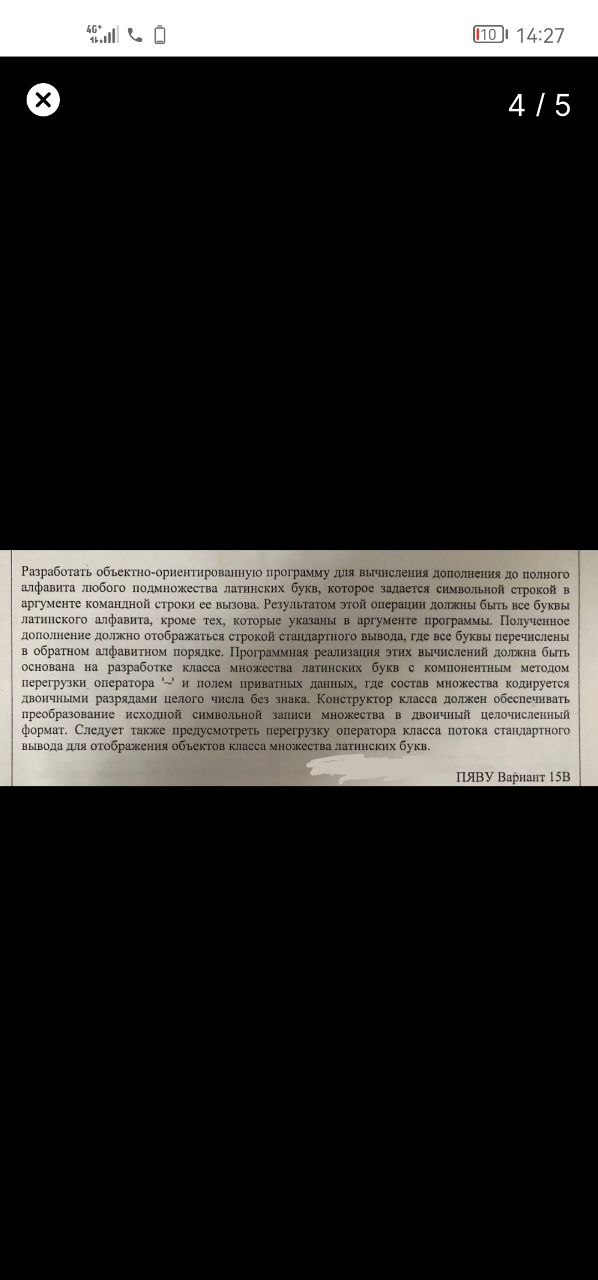 4G+
10
14:27
4 / 5
Разработать объектно-ориентированную программу для вычисления дополнения до полного
алфавита любого подмножества латинских букв, которое задается символьной строкой в
аргументе командной строки ее вызова. Результатом этой операции должны быть все буквы
латинского алфавита, кроме тех, которые указаны в аргументе программы. Полученное
дополнение должно отображаться строкой стандартного вывода, где все буквы перечислены
в обратном алфавитном порядке. Программная реализация этих вычислений должна быть
основана на разработке класса множества латинских букв с компонентным методом
перегрузки оператора '~' и полем приватных данных, где состав множества кодируется
двоичными разрядами целого числа без знака. Конструктор класса должен обеспечивать
преобразование исходной символьной записи множества в двоичный целочисленный
формат. Следует также предусмотреть перегрузку оператора класса потока стандартного
вывода для отображения объектов класса множества латинских букв.
ПЯВУ Вариант 15В